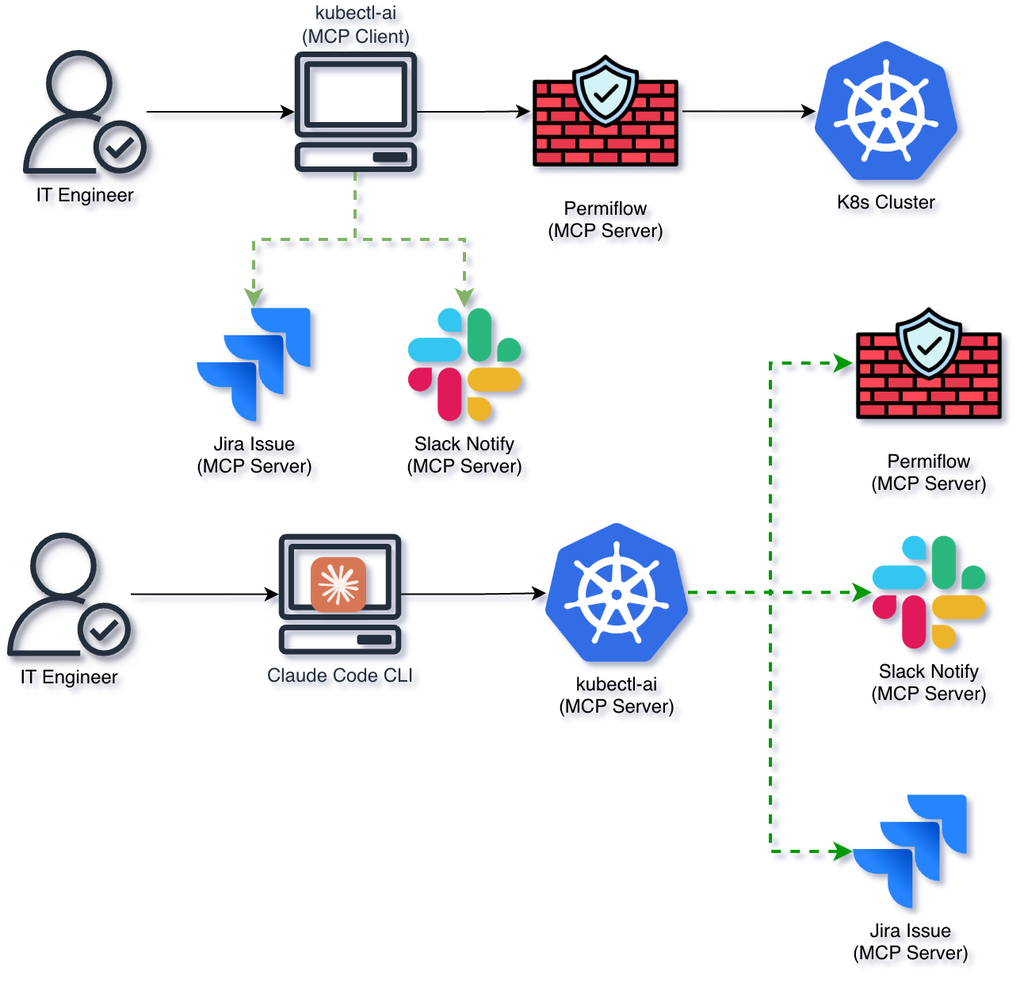 kubectl-ai
(MCP Client)
IT Engineer
Permiflow
(MCP Server)
K8s Cluster
Jira Issue
(MCP Server)
Slack Notify
(MCP Server)
Permiflow
(MCP Server)
IT Engineer
Claude Code CLI
kubectl-ai
(MCP Server)
Slack Notify
(MCP Server)
Jira Issue
(MCP Server)